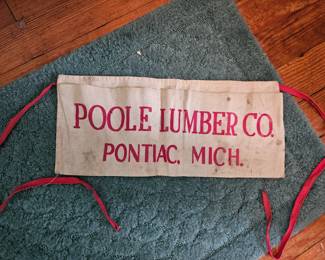 POOLE LUMBER CO.
PONTIAC, MICH.